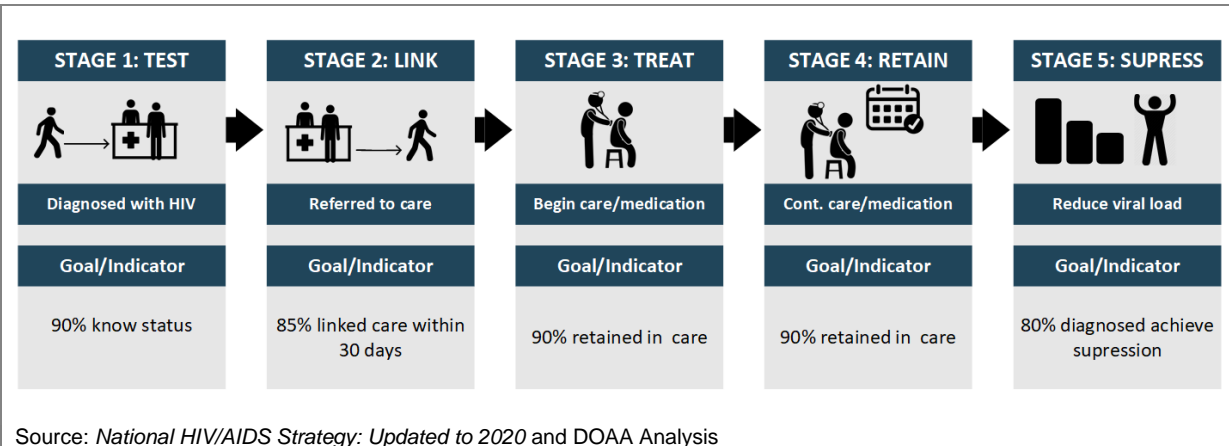 STAGE 1: TEST
Diagnosed with HIV
Goal/Indicator
90% know status
STAGE 2: LINK
Referred to care
Goal/Indicator
85% linked care within
30 days
STAGE 3: TREAT
Begin care/medication
Goal/Indicator
90% retained in care
STAGE 4: RETAIN
Cont. care/medication
Goal/Indicator
90% retained in care
STAGE 5: SUPRESS
Reduce viral load
Goal/Indicator
80% diagnosed achieve
supression
Source: National HIV/AIDS Strategy: Updated to 2020 and DOAA Analysis